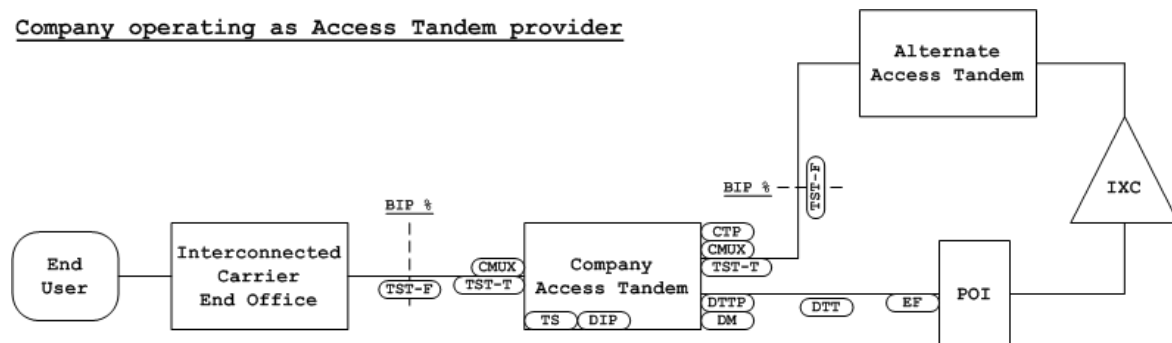 Company operating as Access Tandem provider
Alternate
Access Tandem
BIP %
TST-F
IXC
BIP %
End
User
Interconnected
Carrier
End Office
TST-F
CMUX
TST-T
Company
Access Tandem
TS
DIP
CTP
CMUX
TST-T
DTTP
DM
DTT
EF
POI